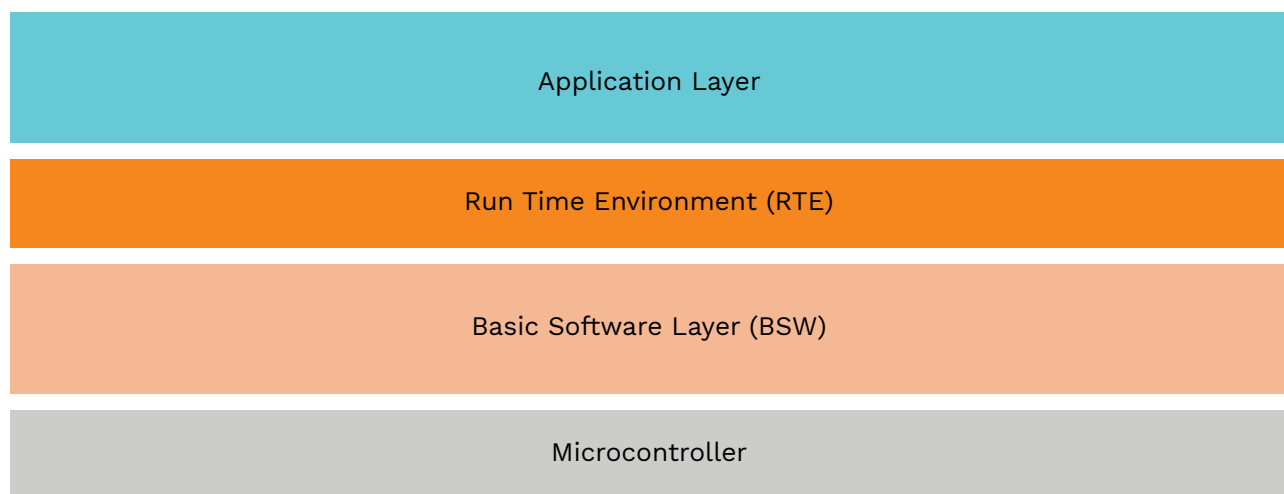 Application Layer
Run Time Environment (RTE)
Basic Software Layer (BSW)
Microcontroller